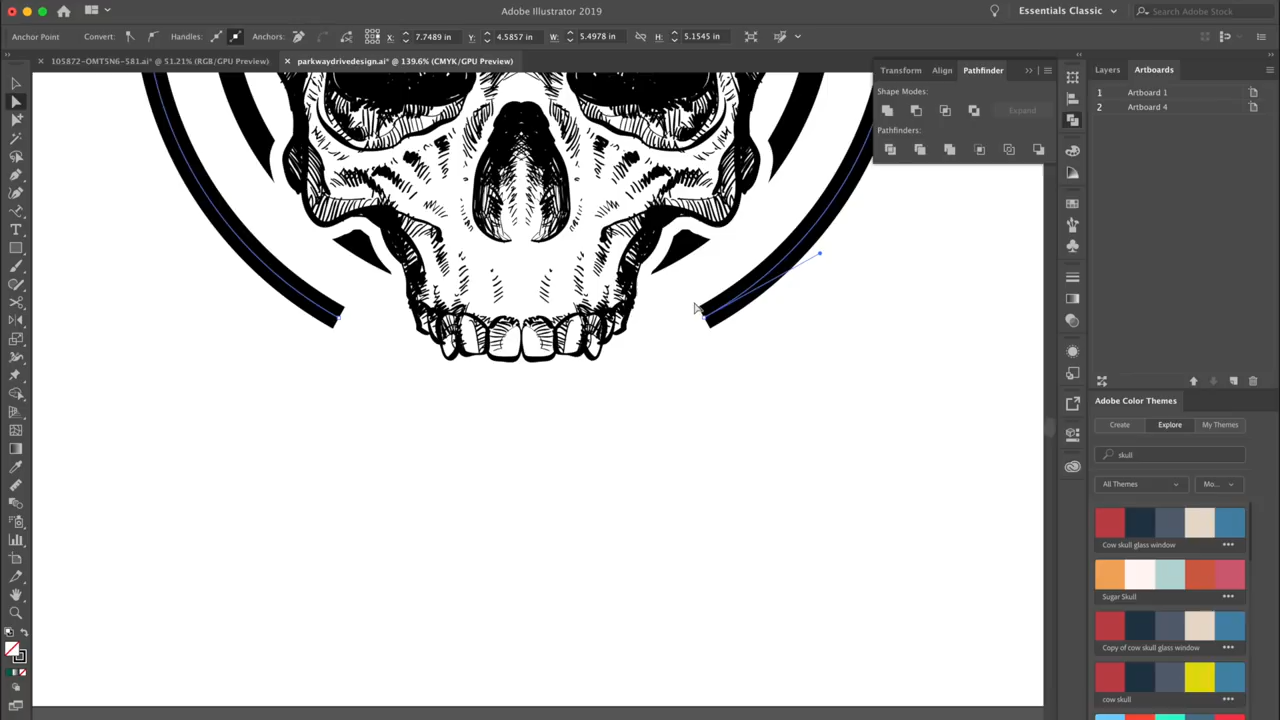 Adobe Illustrator 2019
Essentials Classic
Search Adobe Stock
Anchor Point Convert: Handles: Anchors: X: 7.7489 in Y: 4.5857 in W: 5.4978 in H: 5.1545 in
105872-OMT5N6-581.ai* @ 51.21% (RGB/GPU Preview)
parkwaydrivedesign.ai* @ 139.6% (CMYK/GPU Preview)
Transform Align Pathfinder
Shape Modes:
Expand
Pathfinders:
Layers Artboards
1 Artboard 1
2 Artboard 4
Adobe Color Themes
Create Explore My Themes
skull
All Themes Mo...
Cow skull glass window
Sugar Skull
Copy of cow skull glass window
cow skull